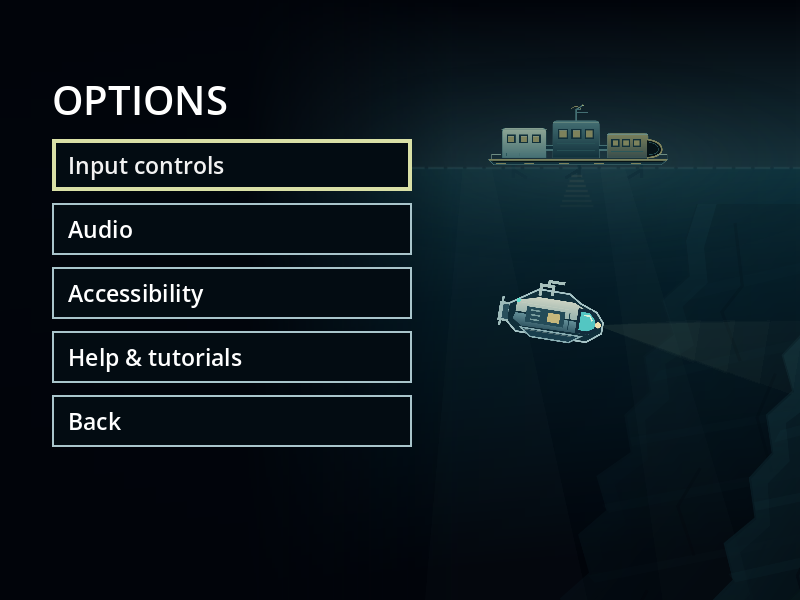 OPTIONS
Input controls
Audio
Accessibility
Help & tutorials
Back